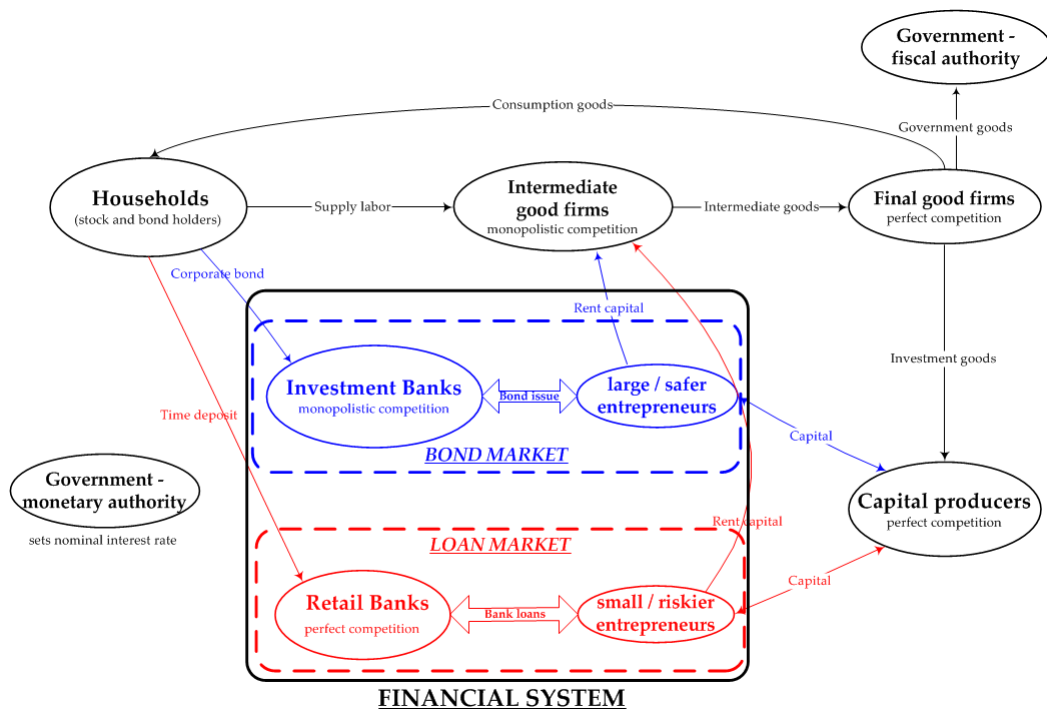 Government -
fiscal authority
Consumption goods
Government goods
Households
(stock and bond holders)
Supply labor
Intermediate
good firms
monopolistic competition
Intermediate goods
Final good firms
perfect competition
Corporate bond
Rent capital
Investment goods
Investment Banks
monopolistic competition
Bond issue
large / safer
entrepreneurs
Time deposit
Capital
BOND MARKET
Government -
monetary authority
sets nominal interest rate
Capital producers
perfect competition
Rent capital
LOAN MARKET
Capital
Retail Banks
perfect competition
Bank loans
small / riskier
entrepreneurs
FINANCIAL SYSTEM